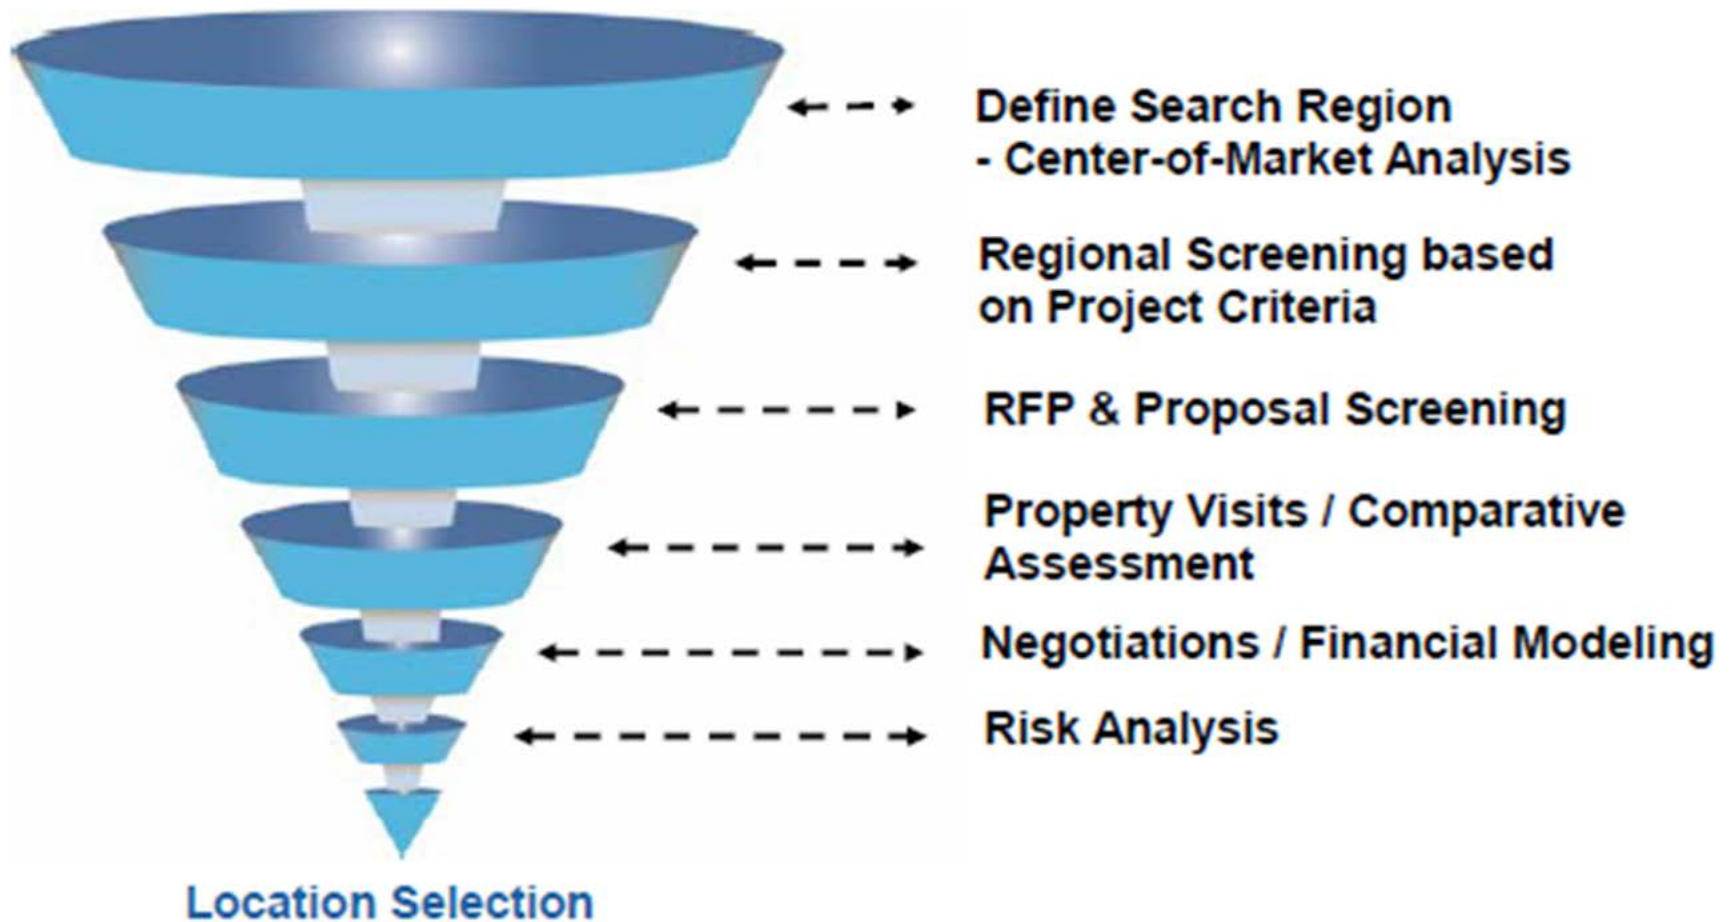 Define Search Region
- Center-of-Market Analysis
Regional Screening based
on Project Criteria
RFP & Proposal Screening
Property Visits / Comparative
Assessment
Negotiations / Financial Modeling
Risk Analysis
Location Selection